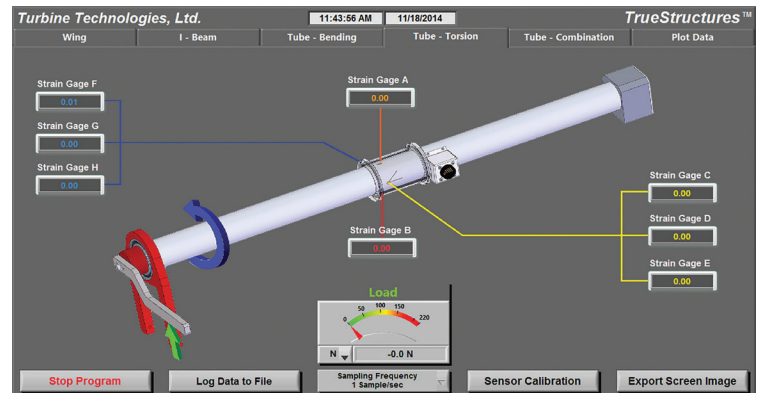 Turbine Technologies, Ltd.
11:43:56 AM
11/18/2014
TrueStructures™
Wing
I - Beam
Tube - Bending
Tube - Torsion
Tube - Combination
Plot Data
Strain Gage F
0.01
Strain Gage G
0.00
Strain Gage H
0.00
Strain Gage A
0.00
Strain Gage B
0.00
Strain Gage C
0.00
Strain Gage D
0.00
Strain Gage E
0.00
Load
0 50 100 150 220
N
-0.0 N
Stop Program
Log Data to File
Sampling Frequency
1 Sample/sec
Sensor Calibration
Export Screen Image